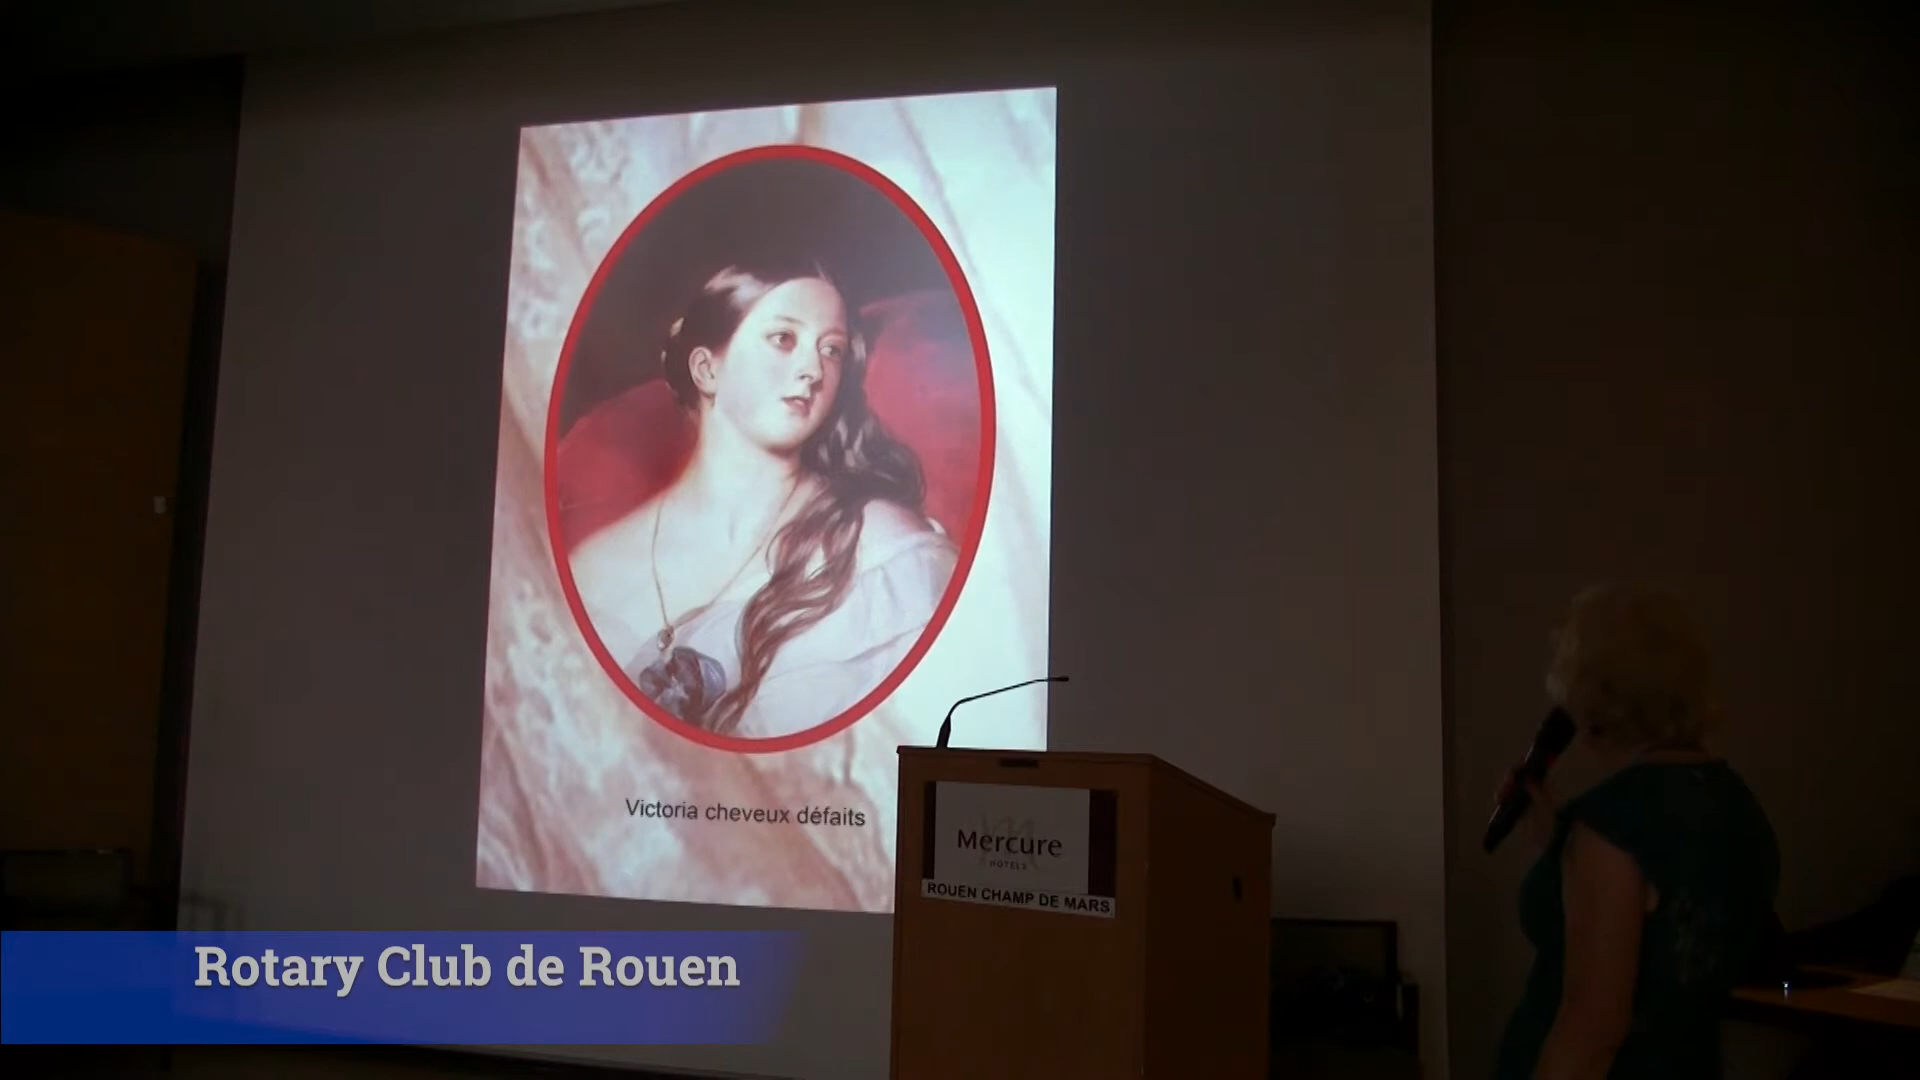 Victoria cheveux défaits
Mercure
HOTELS
ROUEN CHAMP DE MARS
Rotary Club de Rouen